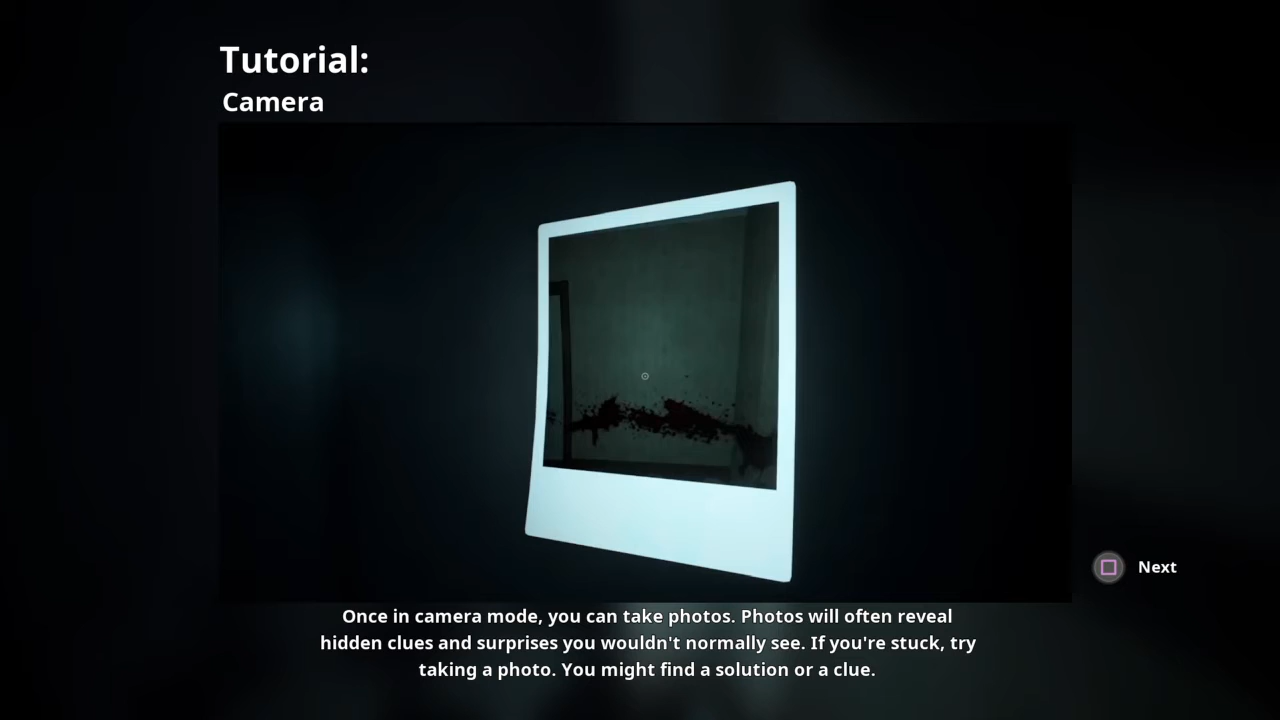 Tutorial:
Camera
Next
Once in camera mode, you can take photos. Photos will often reveal
hidden clues and surprises you wouldn't normally see. If you're stuck, try
taking a photo. You might find a solution or a clue.